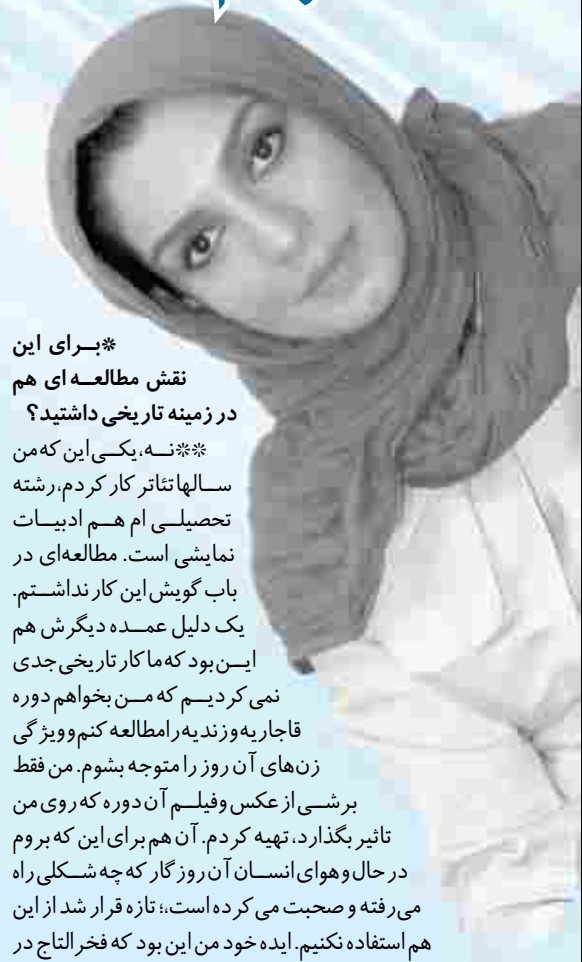 *بــرای این
نقش مطالعــه ای هم
در زمینه تاریخی داشتید؟
**نــه، یکــی این که من
ســالها تئاتر کار کردم، رشته
تحصیلــی ام هــم ادبیــات
نمایشی است. مطالعه‌ای در
باب گویش این کار نداشــتم.
یک دلیل عمــده دیگرش هم
ایــن بود که ما کار تاریخی جدی
نمی کردیــم که مــن بخواهم دوره
قاجاریه و زندیه را مطالعه کنم و ویژگی
زن‌های آن روز را متوجه بشوم. من فقط
برشــی از عکس و فیلــم آن دوره که روی من
تاثیر بگذارد، تهیه کردم. آن هم برای این که بروم
در حال و هوای انســان آن روزگار که چه شــکلی راه
می‌رفته و صحبت می کرده است،؛ تازه قرار شد از این
هم استفاده نکنیم. ایده خود من این بود که فخرالتاج در